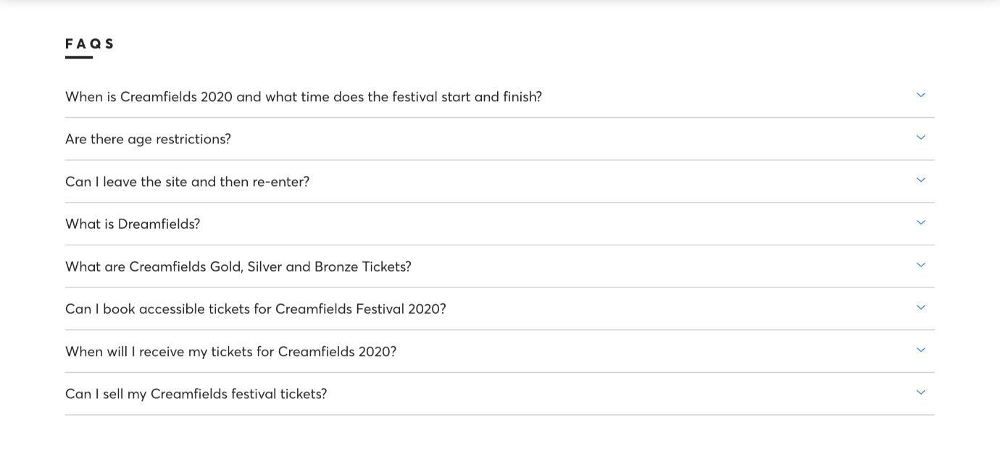 FAQS
When is Creamfields 2020 and what time does the festival start and finish?
Are there age restrictions?
Can I leave the site and then re-enter?
What is Dreamfields?
What are Creamfields Gold, Silver and Bronze Tickets?
Can I book accessible tickets for Creamfields Festival 2020?
When will I receive my tickets for Creamfields 2020?
Can I sell my Creamfields festival tickets?